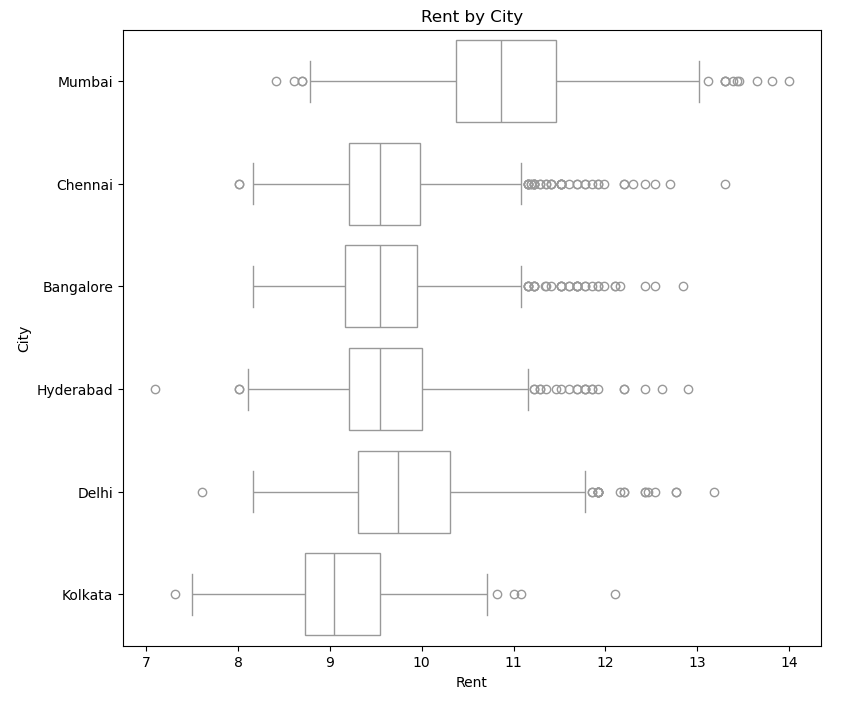 Rent by City
Mumbai
Chennai
Bangalore
Hyderabad
Delhi
Kolkata
City
7 8 9 10 11 12 13 14
Rent